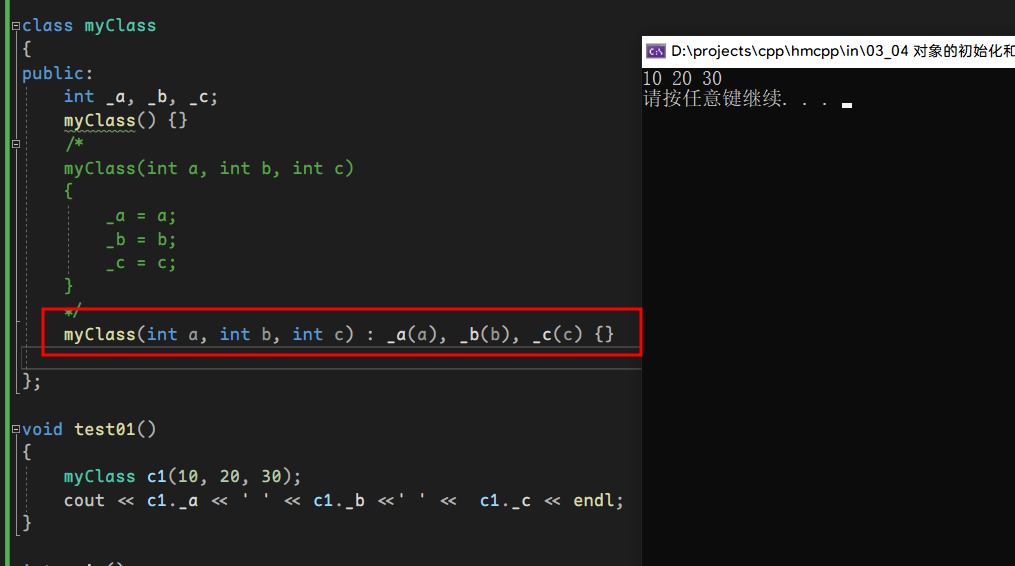 class myClass
{
public:
    int _a, _b, _c;
    myClass() {}
    /*
    myClass(int a, int b, int c)
    {
        _a = a;
        _b = b;
        _c = c;
    }
    */
    myClass(int a, int b, int c) : _a(a), _b(b), _c(c) {}
};
void test01()
{
    myClass c1(10, 20, 30);
    cout << c1._a << ' ' << c1._b <<' ' <<  c1._c << endl;
}
D:\projects\cpp\hmcpp\in\03_04 对象的初始化和
10 20 30
请按任意键继续. . .